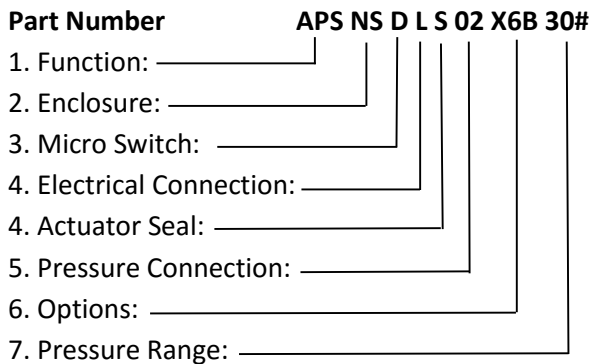 Part Number APS NS D L S 02 X6B 30#
1. Function:
2. Enclosure:
3. Micro Switch:
4. Electrical Connection:
4. Actuator Seal:
5. Pressure Connection:
6. Options:
7. Pressure Range: